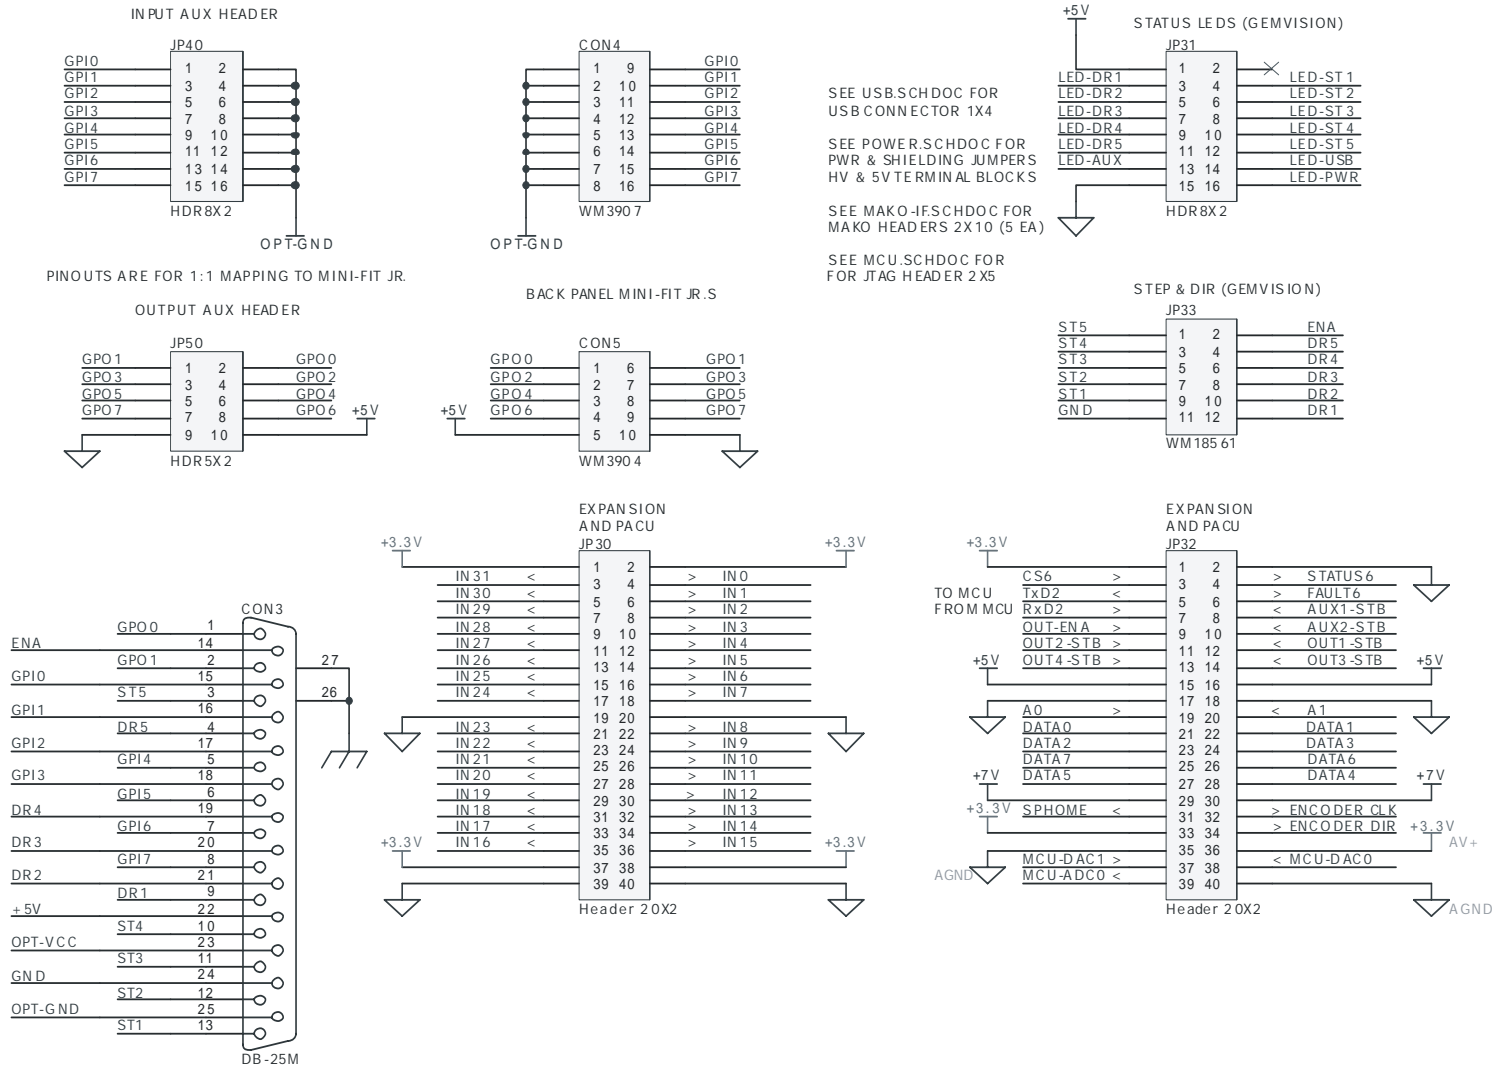 INPUT AUX HEADER
JP40
GPI0 1 2
GPI1 3 4
GPI2 5 6
GPI3 7 8
GPI4 9 10
GPI5 11 12
GPI6 13 14
GPI7 15 16
HDR8X2
OPT-GND
CON4
1 9 GPI0
2 10 GPI1
3 11 GPI2
4 12 GPI3
5 13 GPI4
6 14 GPI5
7 15 GPI6
8 16 GPI7
WM3907
OPT-GND
SEE USB.SCHDOC FOR
USB CONNECTOR 1X4
SEE POWER.SCHDOC FOR
PWR & SHIELDING JUMPERS
HV & 5V TERMINAL BLOCKS
SEE MAKO-IF.SCHDOC FOR
MAKO HEADERS 2X10 (5 EA)
SEE MCU.SCHDOC FOR
FOR JTAG HEADER 2X5
+5V
STATUS LEDS (GEMVISION)
JP31
1 2
LED-DR1 3 4 LED-ST1
LED-DR2 5 6 LED-ST2
LED-DR3 7 8 LED-ST3
LED-DR4 9 10 LED-ST4
LED-DR5 11 12 LED-ST5
LED-AUX 13 14 LED-USB
15 16 LED-PWR
HDR8X2
PINOUTS ARE FOR 1:1 MAPPING TO MINI-FIT JR.
OUTPUT AUX HEADER
JP50
GPO1 1 2 GPO0
GPO3 3 4 GPO2
GPO5 5 6 GPO4
GPO7 7 8 GPO6
+5V
9 10
HDR5X2
BACK PANEL MINI-FIT JR.S
CON5
GPO0 1 6 GPO1
GPO2 2 7 GPO3
GPO4 3 8 GPO5
GPO6 4 9 GPO7
+5V
5 10
WM3904
STEP & DIR (GEMVISION)
JP33
ST5 1 2 ENA
ST4 3 4 DR5
ST3 5 6 DR4
ST2 7 8 DR3
ST1 9 10 DR2
GND 11 12 DR1
WM18561
CON3
GPO0 1
ENA 14
GPO1 2
GPI0 15
ST5 3
GPI1 16
DR5 4
GPI2 17
GPI4 5
GPI3 18
GPI5 6
DR4 19
GPI6 7
DR3 20
GPI7 8
DR2 21
DR1 9
+5V 22
ST4 10
OPT-VCC 23
ST3 11
GND 24
ST2 12
OPT-GND 25
ST1 13
27
26
DB-25M
EXPANSION
AND PACU
JP30
+3.3V +3.3V
1 2
IN31 < 3 4 > IN0
IN30 < 5 6 > IN1
IN29 < 7 8 > IN2
IN28 < 9 10 > IN3
IN27 < 11 12 > IN4
IN26 < 13 14 > IN5
IN25 < 15 16 > IN6
IN24 < 17 18 > IN7
19 20
IN23 < 21 22 > IN8
IN22 < 23 24 > IN9
IN21 < 25 26 > IN10
IN20 < 27 28 > IN11
IN19 < 29 30 > IN12
IN18 < 31 32 > IN13
IN17 < 33 34 > IN14
IN16 < 35 36 > IN15
+3.3V +3.3V
37 38
39 40
Header 20X2
EXPANSION
AND PACU
JP32
+3.3V
1 2
CS6 > 3 4 > STATUS6
TO MCU TxD2 < 5 6 > FAULT6
FROM MCU RxD2 > 7 8 < AUX1-STB
OUT-ENA > 9 10 < AUX2-STB
OUT2-STB > 11 12 < OUT1-STB
OUT4-STB > 13 14 < OUT3-STB
+5V +5V
15 16
17 18
A0 > 19 20 < A1
DATA0 21 22 DATA1
DATA2 23 24 DATA3
DATA7 25 26 DATA6
DATA5 27 28 DATA4
+7V +7V
29 30
SPHOME < 31 32 > ENCODER CLK
+3.3V 33 34 > ENCODER DIR
+3.3V
AV+
35 36
MCU-DAC1 > 37 38 < MCU-DAC0
AGND
MCU-ADC0 < 39 40
AGND
Header 20X2